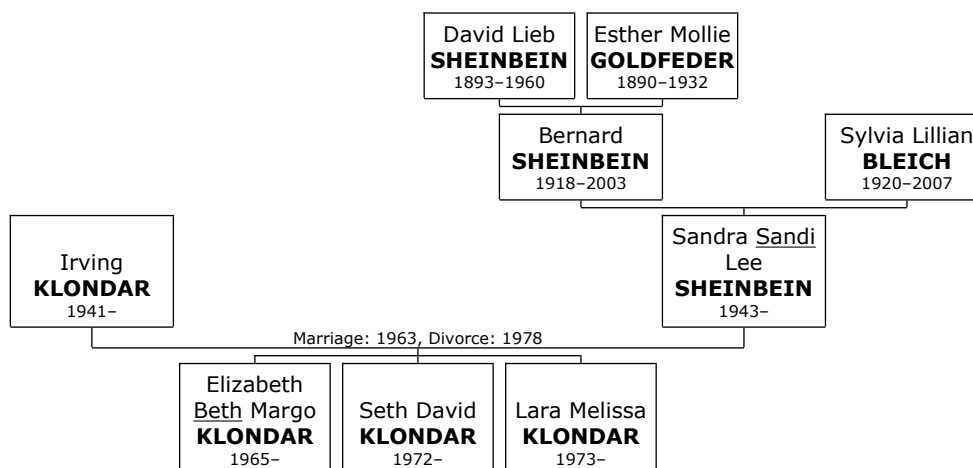 David Lieb
SHEINBEIN
1893–1960
Esther Mollie
GOLDFEDER
1890–1932
Bernard
SHEINBEIN
1918–2003
Sylvia Lillian
BLEICH
1920–2007
Irving
KLONDAR
1941–
Sandra Sandi
Lee
SHEINBEIN
1943–
Marriage: 1963, Divorce: 1978
Elizabeth
Beth Margo
KLONDAR
1965–
Seth David
KLONDAR
1972–
Lara Melissa
KLONDAR
1973–